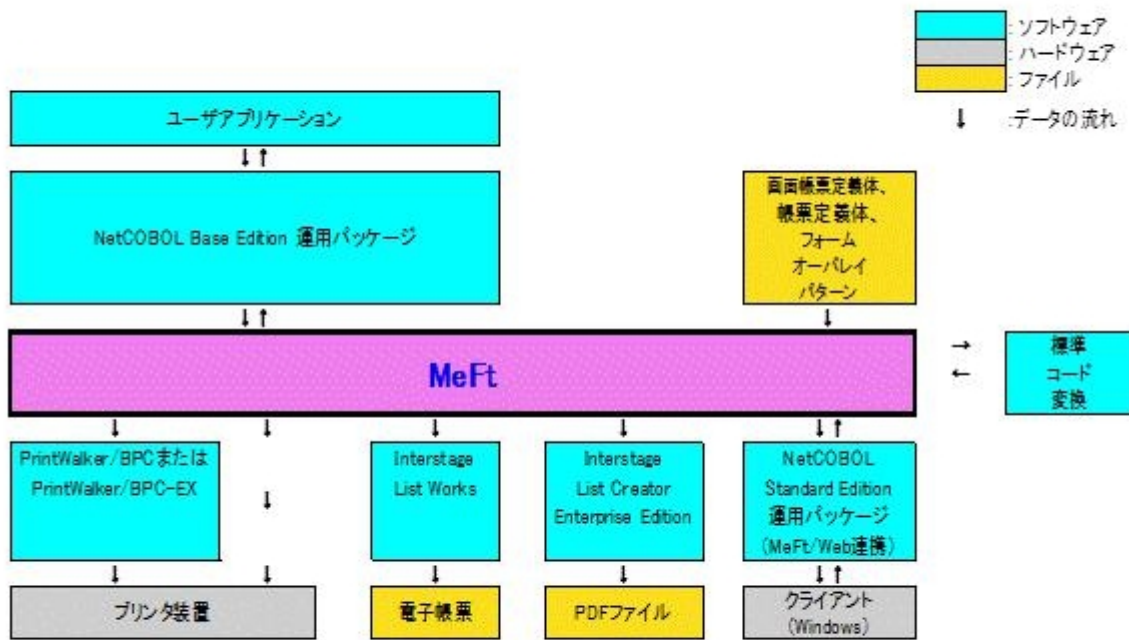 :ソフトウェア
:ハードウェア
:ファイル
↓ :データの流れ
ユーザアプリケーション
NetCOBOL Base Edition 運用パッケージ
画面帳票定義体、
帳票定義体、
フォーム
オーバレイ
パターン
MeFt
標準
コード
変換
PrintWalker/BPCまたは
PrintWalker/BPC-EX
Interstage
List Works
Interstage
List Creator
Enterprise Edition
NetCOBOL
Standard Edition
運用パッケージ
(MeFt/Web連携)
プリンタ装置
電子帳票
PDFファイル
クライアント
(Windows)